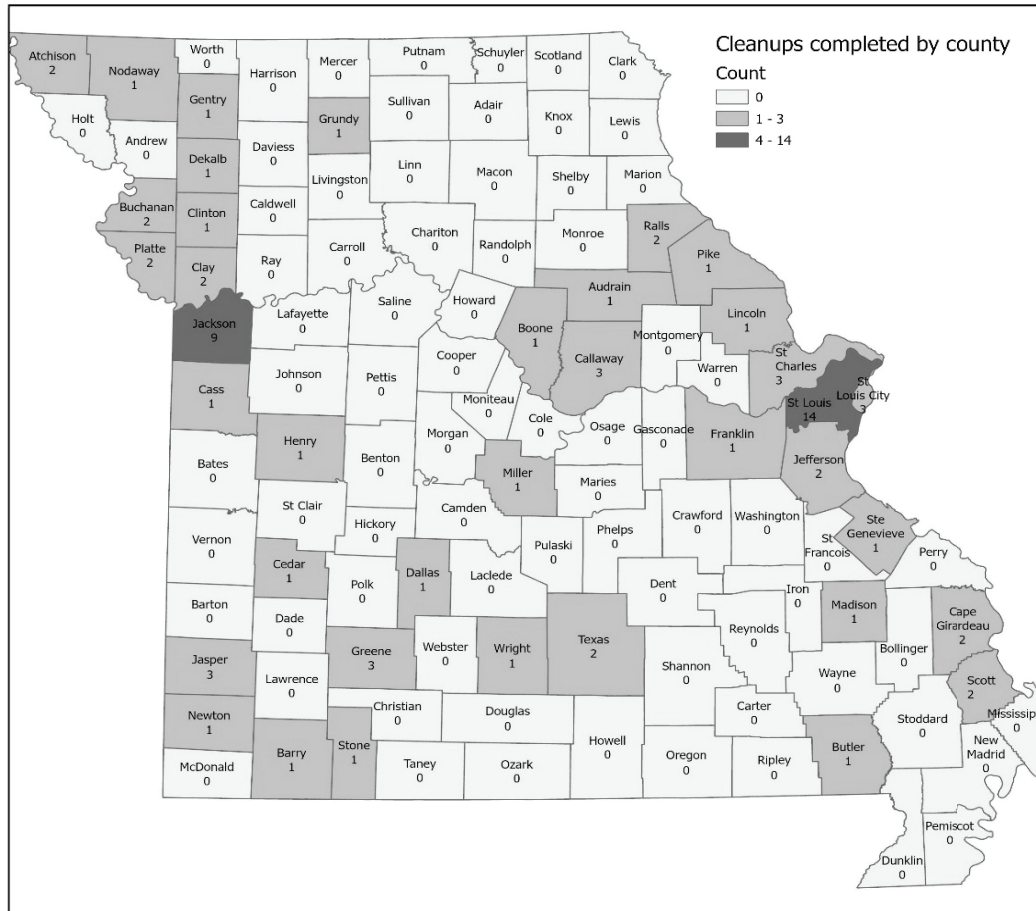 Cleanups completed by county
Count
0
1 - 3
4 - 14
Atchison
2
Nodaway
1
Worth
0
Harrison
0
Mercer
0
Putnam
0
Schuyler
0
Scotland
0
Clark
0
Holt
0
Andrew
0
Gentry
1
Grundy
1
Sullivan
0
Adair
0
Knox
0
Lewis
0
Dekalb
1
Daviess
0
Livingston
0
Linn
0
Macon
0
Shelby
0
Marion
0
Buchanan
2
Clinton
1
Caldwell
0
Chariton
0
Randolph
0
Monroe
0
Ralls
2
Pike
1
Platte
2
Clay
2
Ray
0
Carroll
0
Saline
0
Howard
0
Audrain
1
Lincoln
1
Jackson
9
Lafayette
0
Boone
1
Callaway
3
Montgomery
0
Warren
0
St
Charles
3
St Louis
14
St
Louis City
3
Cass
1
Johnson
0
Pettis
0
Cooper
0
Moniteau
0
Cole
0
Osage
0
Gasconade
0
Franklin
1
Jefferson
2
Henry
1
Benton
0
Morgan
0
Miller
1
Maries
0
Bates
0
St Clair
0
Hickory
0
Camden
0
Pulaski
0
Phelps
0
Crawford
0
Washington
0
St
Francois
0
Ste
Genevieve
1
Perry
0
Vernon
0
Cedar
1
Polk
0
Dallas
1
Laclede
0
Dent
0
Iron
0
Madison
1
Bollinger
0
Cape
Girardeau
2
Barton
0
Dade
0
Greene
3
Webster
0
Wright
1
Texas
2
Shannon
0
Reynolds
0
Wayne
0
Scott
2
Jasper
3
Lawrence
0
Christian
0
Douglas
0
Howell
0
Carter
0
Stoddard
0
Mississip
0
Newton
1
Barry
1
Stone
1
Taney
0
Ozark
0
Oregon
0
Ripley
0
Butler
1
New
Madrid
0
McDonald
0
Dunklin
0
Pemiscot
0